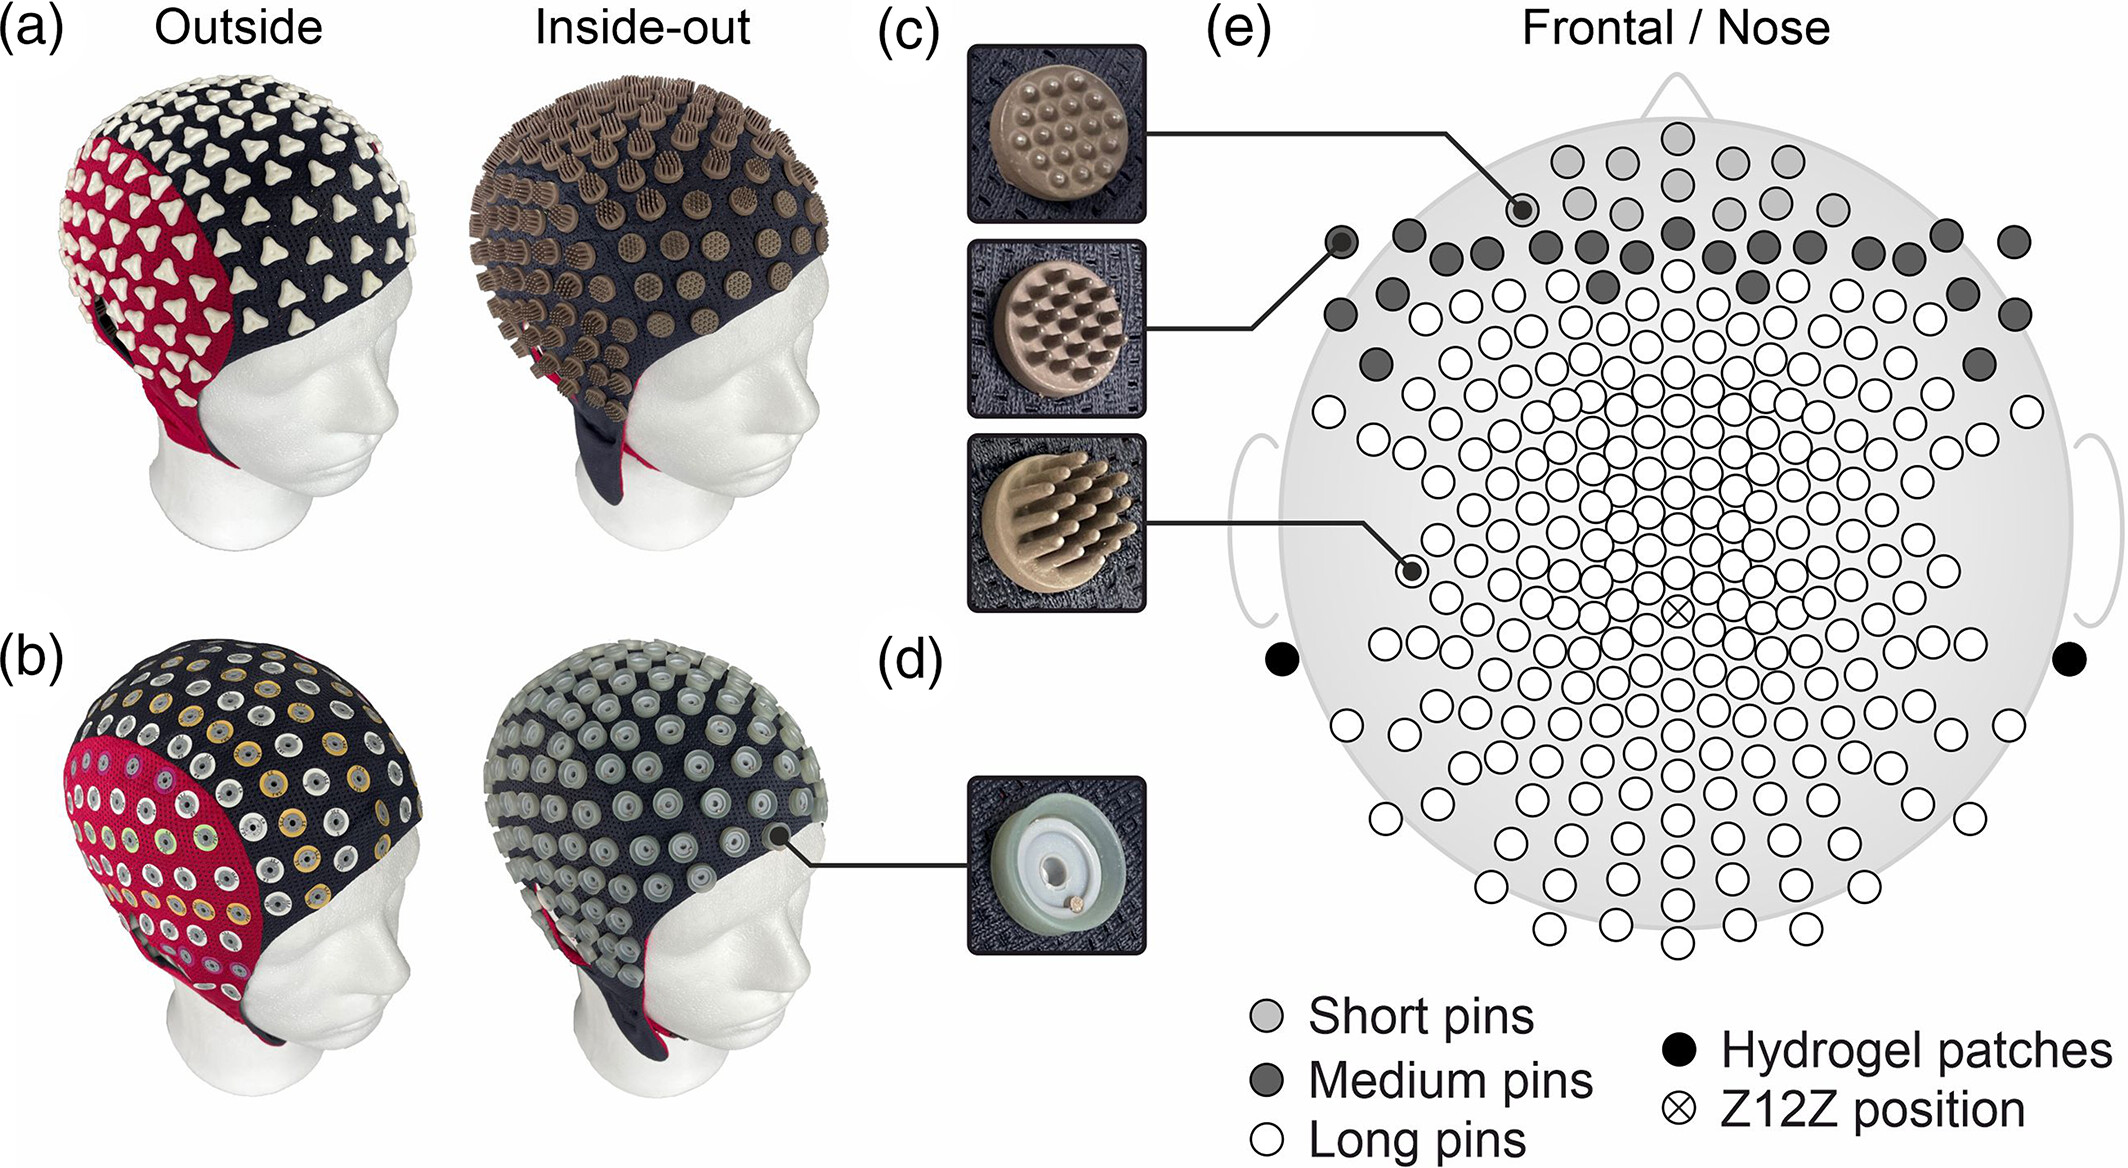 (a) Outside Inside-out (c) (e) Frontal / Nose
(b) (d)
Short pins
Medium pins
Long pins
Hydrogel patches
Z12Z position